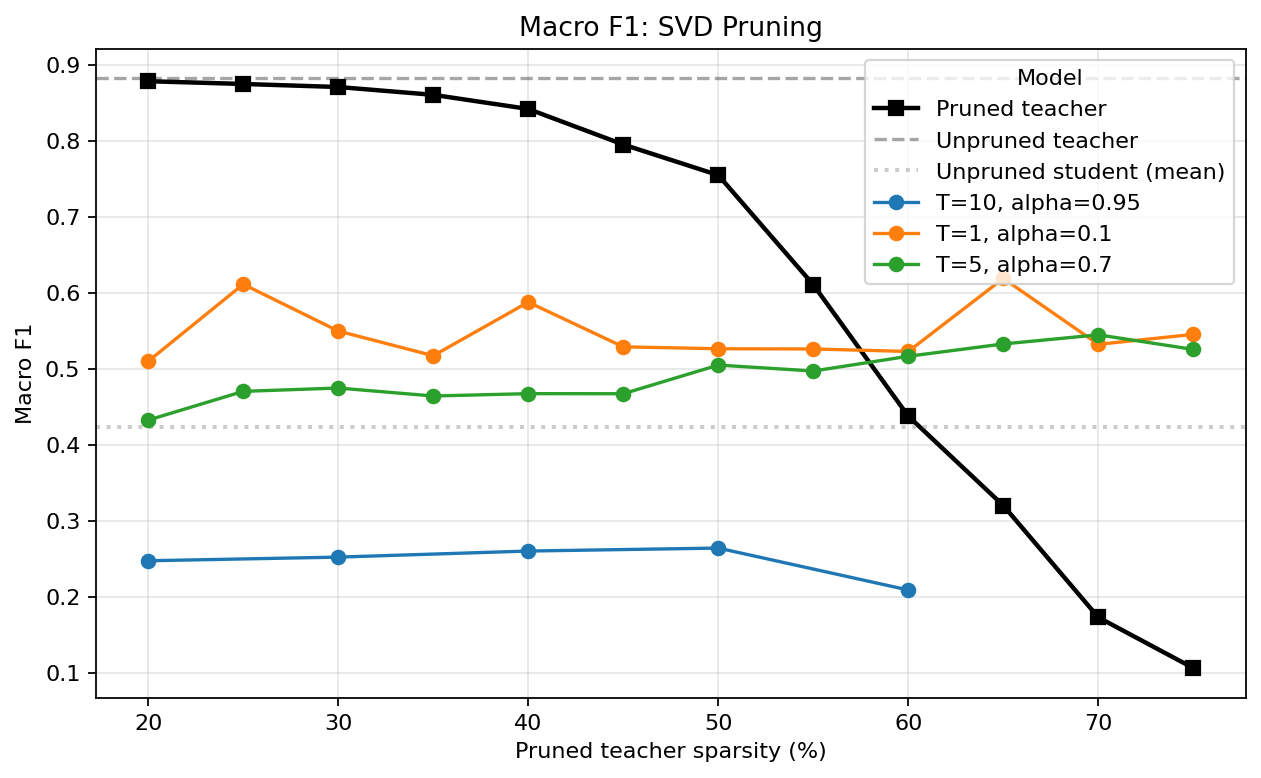 Macro F1: SVD Pruning
Macro F1
0.9
0.8
0.7
0.6
0.5
0.4
0.3
0.2
0.1
Model
Pruned teacher
Unpruned teacher
Unpruned student (mean)
T=10, alpha=0.95
T=1, alpha=0.1
T=5, alpha=0.7
20 30 40 50 60 70
Pruned teacher sparsity (%)